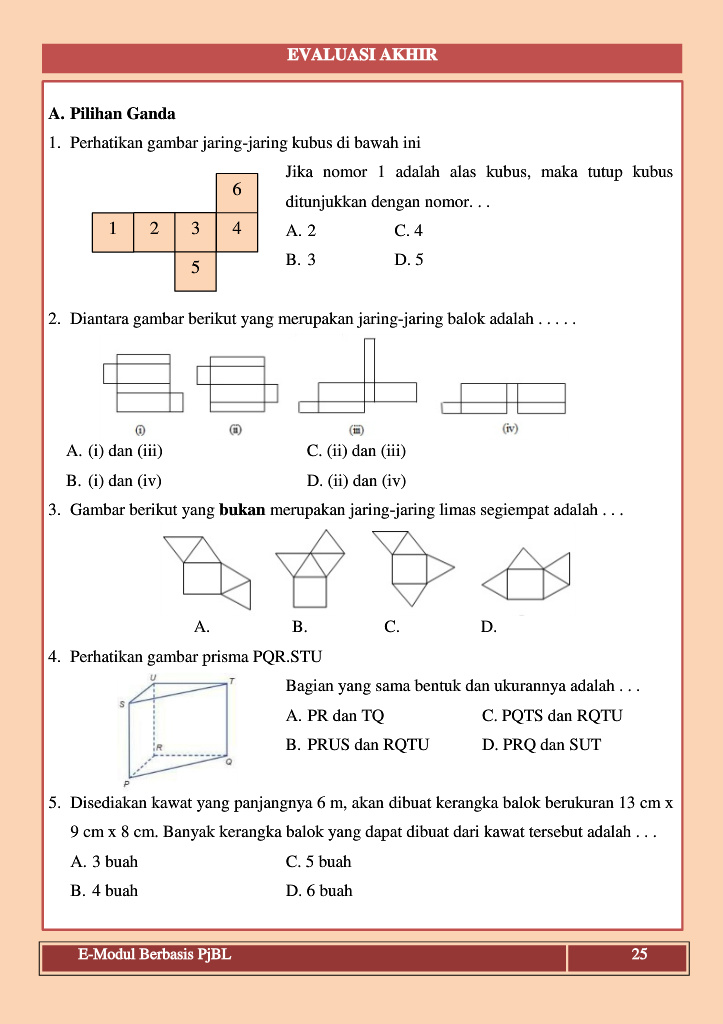 EVALUASI AKHIR
A. Pilihan Ganda
1. Perhatikan gambar jaring-jaring kubus di bawah ini
Jika nomor 1 adalah alas kubus, maka tutup kubus
ditunjukkan dengan nomor. . .
6
1 2 3 4
5
A. 2 C. 4
B. 3 D. 5
2. Diantara gambar berikut yang merupakan jaring-jaring balok adalah . . . . .
(i) (ii) (iii) (iv)
A. (i) dan (iii) C. (ii) dan (iii)
B. (i) dan (iv) D. (ii) dan (iv)
3. Gambar berikut yang bukan merupakan jaring-jaring limas segiempat adalah . . .
A. B. C. D.
4. Perhatikan gambar prisma PQR.STU
U T
S
R
Q
P
Bagian yang sama bentuk dan ukurannya adalah . . .
A. PR dan TQ C. PQTS dan RQTU
B. PRUS dan RQTU D. PRQ dan SUT
5. Disediakan kawat yang panjangnya 6 m, akan dibuat kerangka balok berukuran 13 cm x
9 cm x 8 cm. Banyak kerangka balok yang dapat dibuat dari kawat tersebut adalah . . .
A. 3 buah C. 5 buah
B. 4 buah D. 6 buah
E-Modul Berbasis PjBL 25